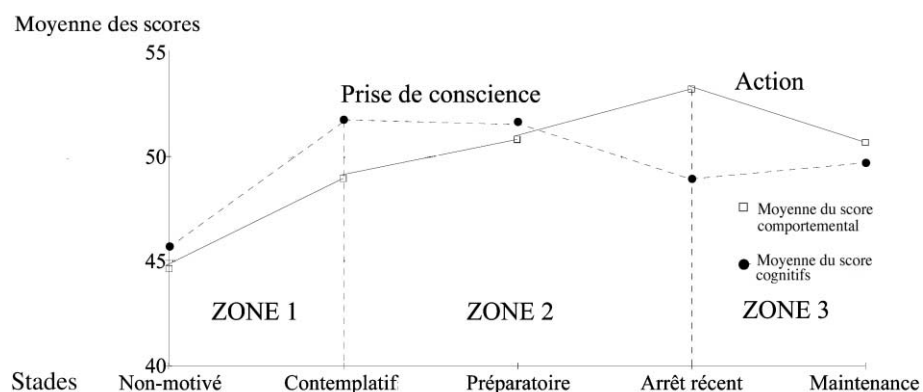 Moyenne des scores
55
Prise de conscience
Action
50
Moyenne du score
comportemental
45
Moyenne du score
cognitifs
ZONE 1
ZONE 2
ZONE 3
40
Stades
Non-motivé
Contemplatif
Préparatoire
Arrêt récent
Maintenance